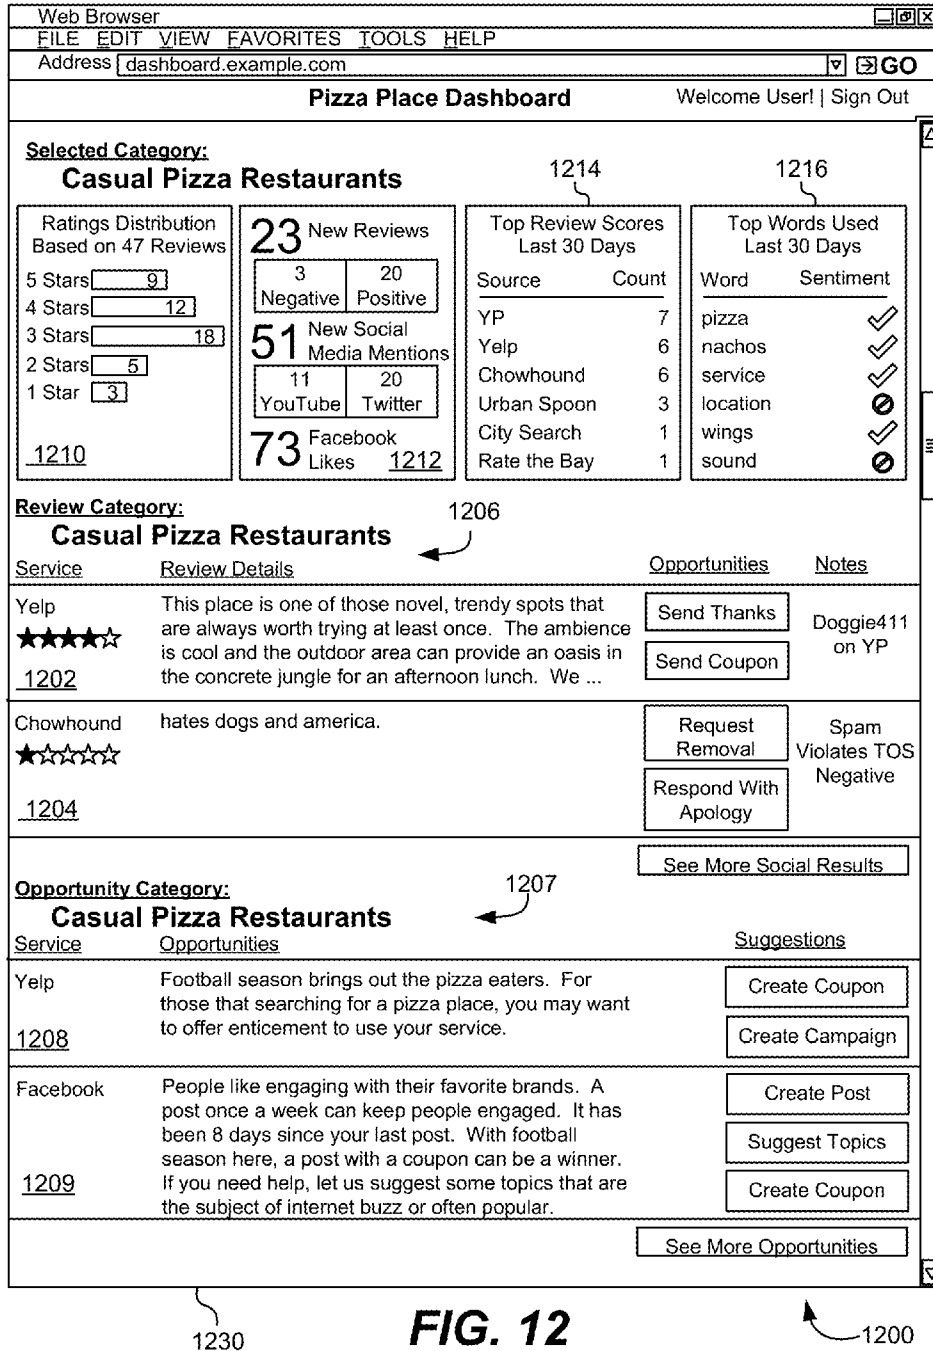 Web Browser
FILE EDIT VIEW FAVORITES TOOLS HELP
Address dashboard.example.com GO
Pizza Place Dashboard Welcome User! | Sign Out
Selected Category:
Casual Pizza Restaurants
1214
1216
Ratings Distribution
Based on 47 Reviews
5 Stars 9
4 Stars 12
3 Stars 18
2 Stars 5
1 Star 3
1210
23 New Reviews
3 Negative
20 Positive
51 New Social
Media Mentions
11 YouTube
20 Twitter
73 Facebook
Likes 1212
Top Review Scores
Last 30 Days
Source Count
YP 7
Yelp 6
Chowhound 6
Urban Spoon 3
City Search 1
Rate the Bay 1
Top Words Used
Last 30 Days
Word Sentiment
pizza
nachos
service
location
wings
sound
Review Category:
Casual Pizza Restaurants
1206
Service Review Details Opportunities Notes
Yelp
1202
This place is one of those novel, trendy spots that
are always worth trying at least once. The ambience
is cool and the outdoor area can provide an oasis in
the concrete jungle for an afternoon lunch. We ...
Send Thanks
Send Coupon
Doggie411
on YP
Chowhound
1204
hates dogs and america.
Request
Removal
Respond With
Apology
Spam
Violates TOS
Negative
See More Social Results
Opportunity Category:
Casual Pizza Restaurants
1207
Service Opportunities Suggestions
Yelp
1208
Football season brings out the pizza eaters. For
those that searching for a pizza place, you may want
to offer enticement to use your service.
Create Coupon
Create Campaign
Facebook
1209
People like engaging with their favorite brands. A
post once a week can keep people engaged. It has
been 8 days since your last post. With football
season here, a post with a coupon can be a winner.
If you need help, let us suggest some topics that are
the subject of internet buzz or often popular.
Create Post
Suggest Topics
Create Coupon
See More Opportunities
1230
FIG. 12
1200